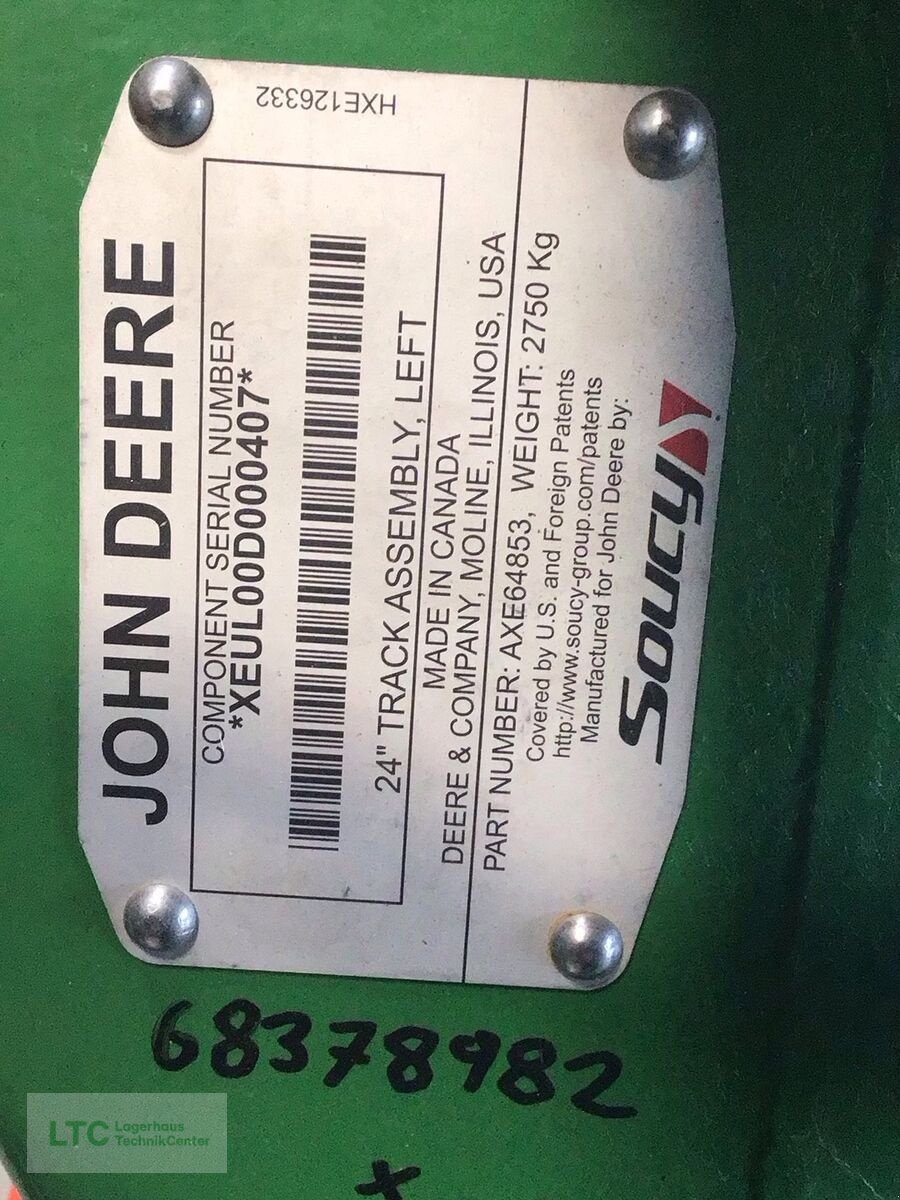 JOHN DEERE
HXE126332
COMPONENT SERIAL NUMBER
*XEUL00D000407*
24" TRACK ASSEMBLY, LEFT
MADE IN CANADA
DEERE & COMPANY, MOLINE, ILLINOIS, USA
PART NUMBER: AXE64853, WEIGHT: 2750 Kg
Covered by U.S. and Foreign Patents
http://www.soucy-group.com/patents
Manufactured for John Deere by:
Soucy
68378982
x
LTC Lagerhaus
TechnikCenter